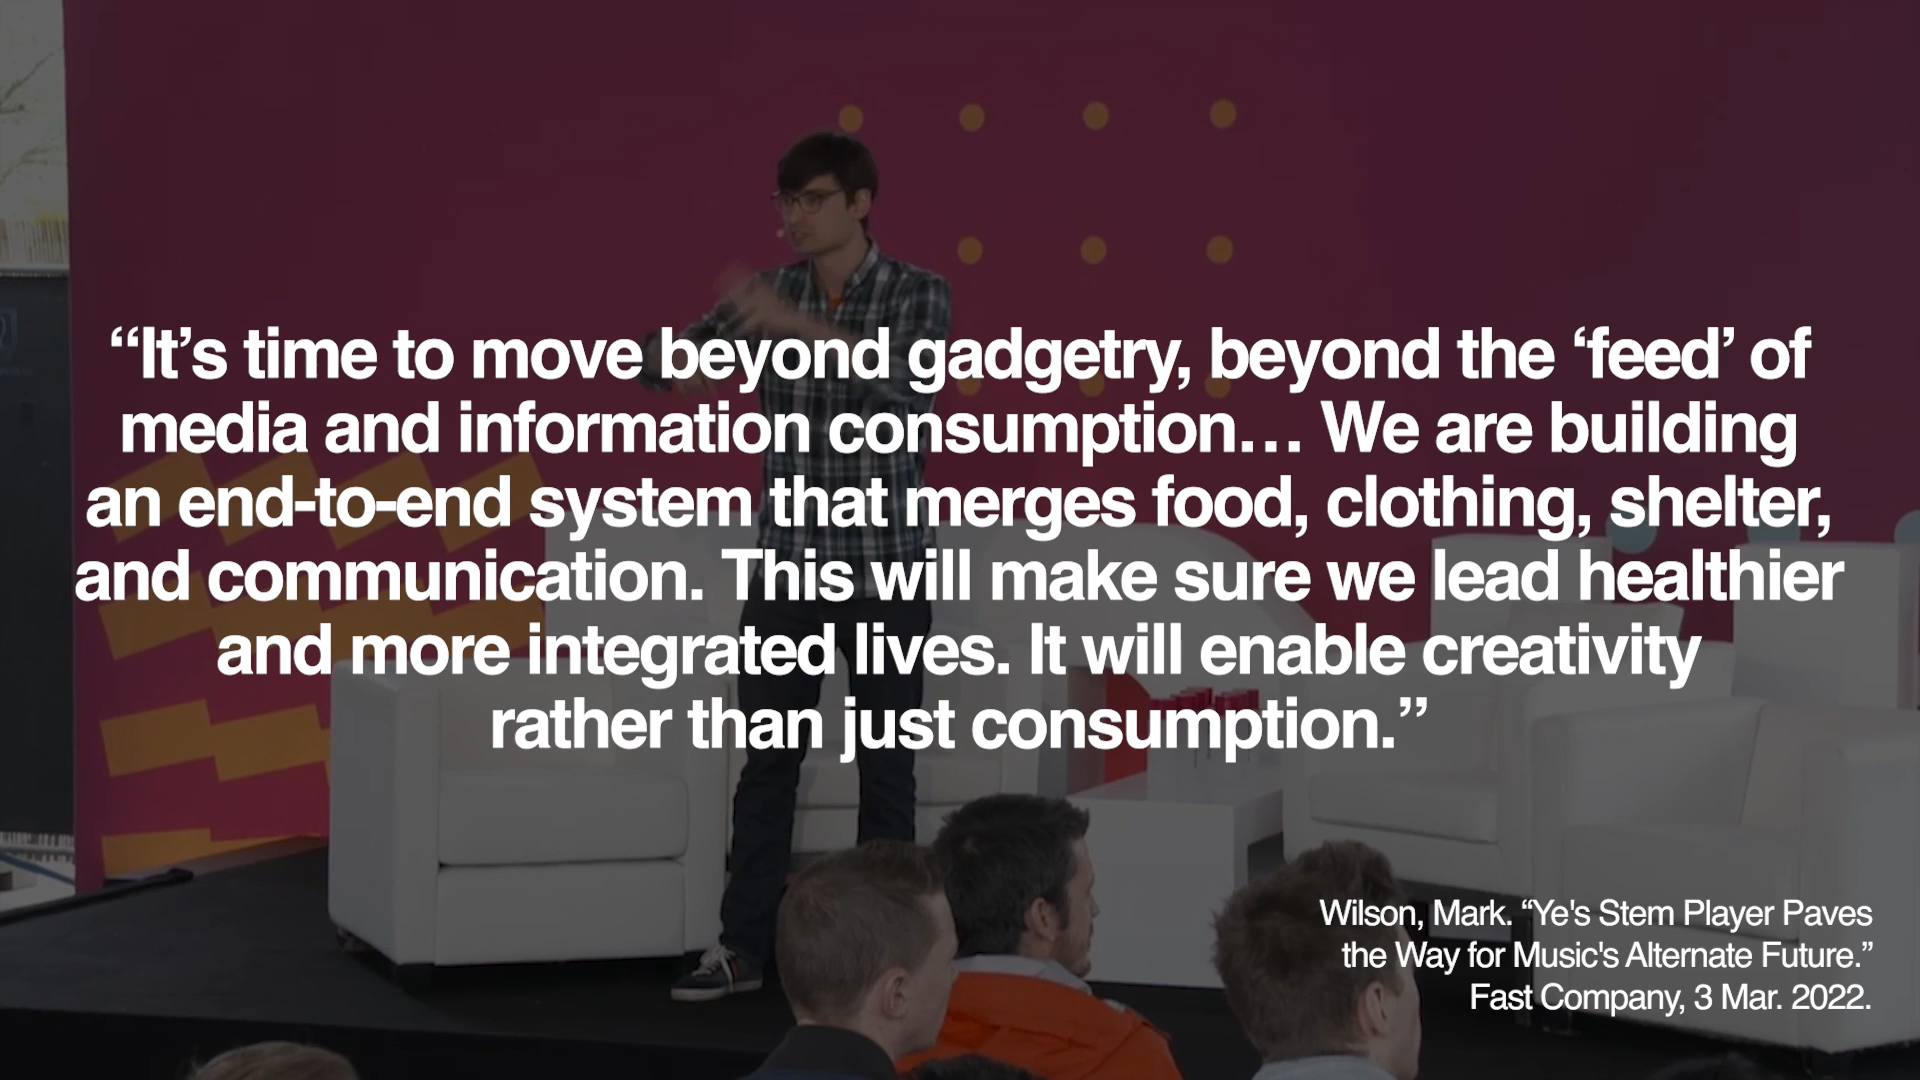 “It’s time to move beyond gadgetry, beyond the ‘feed’ of
media and information consumption… We are building
an end-to-end system that merges food, clothing, shelter,
and communication. This will make sure we lead healthier
and more integrated lives. It will enable creativity
rather than just consumption.”
Wilson, Mark. “Ye's Stem Player Paves
the Way for Music's Alternate Future.”
Fast Company, 3 Mar. 2022.